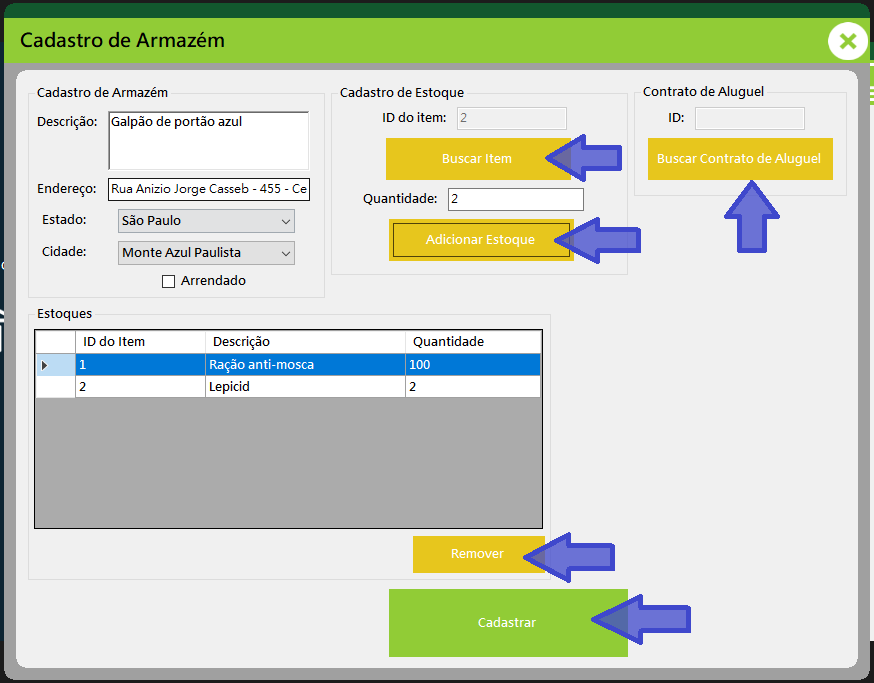 Cadastro de Armazém
Cadastro de Armazém
Descrição:
Galpão de portão azul
Endereço:
Rua Anizio Jorge Casseb - 455 - Ce
Estado:
São Paulo
Cidade:
Monte Azul Paulista
Arrendado
Cadastro de Estoque
ID do item:
2
Buscar Item
Quantidade:
2
Adicionar Estoque
Contrato de Aluguel
ID:
Buscar Contrato de Aluguel
Estoques
ID do Item Descrição Quantidade
1 Ração anti-mosca 100
2 Lepicid 2
Remover
Cadastrar